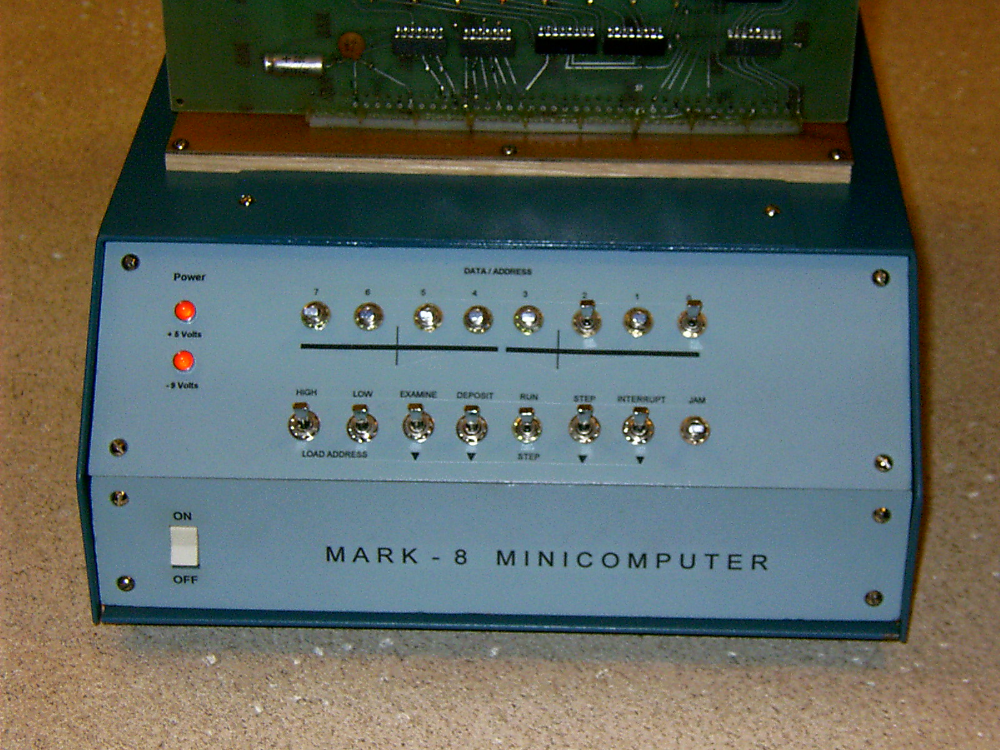 DATA / ADDRESS
Power
7 6 5 4 3 2 1 0
+ 5 Volts
- 9 Volts
HIGH LOW EXAMINE DEPOSIT RUN STEP INTERRUPT JAM
LOAD ADDRESS ▼ ▼ STEP ▼ ▼
ON
MARK - 8 MINICOMPUTER
OFF